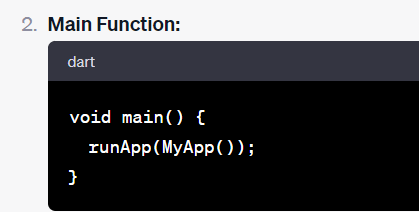 2. Main Function:
dart
void main() {
  runApp(MyApp());
}